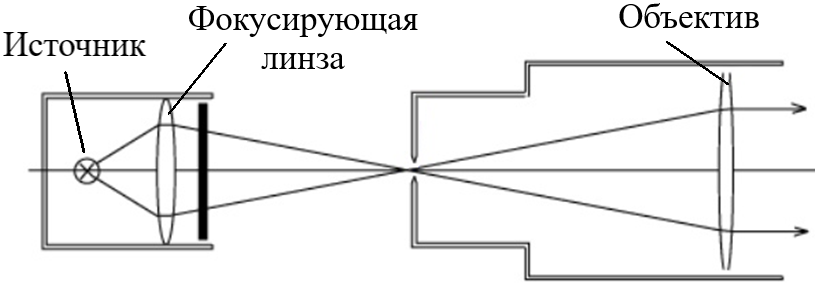 Источник
Фокусирующая
линза
Объектив